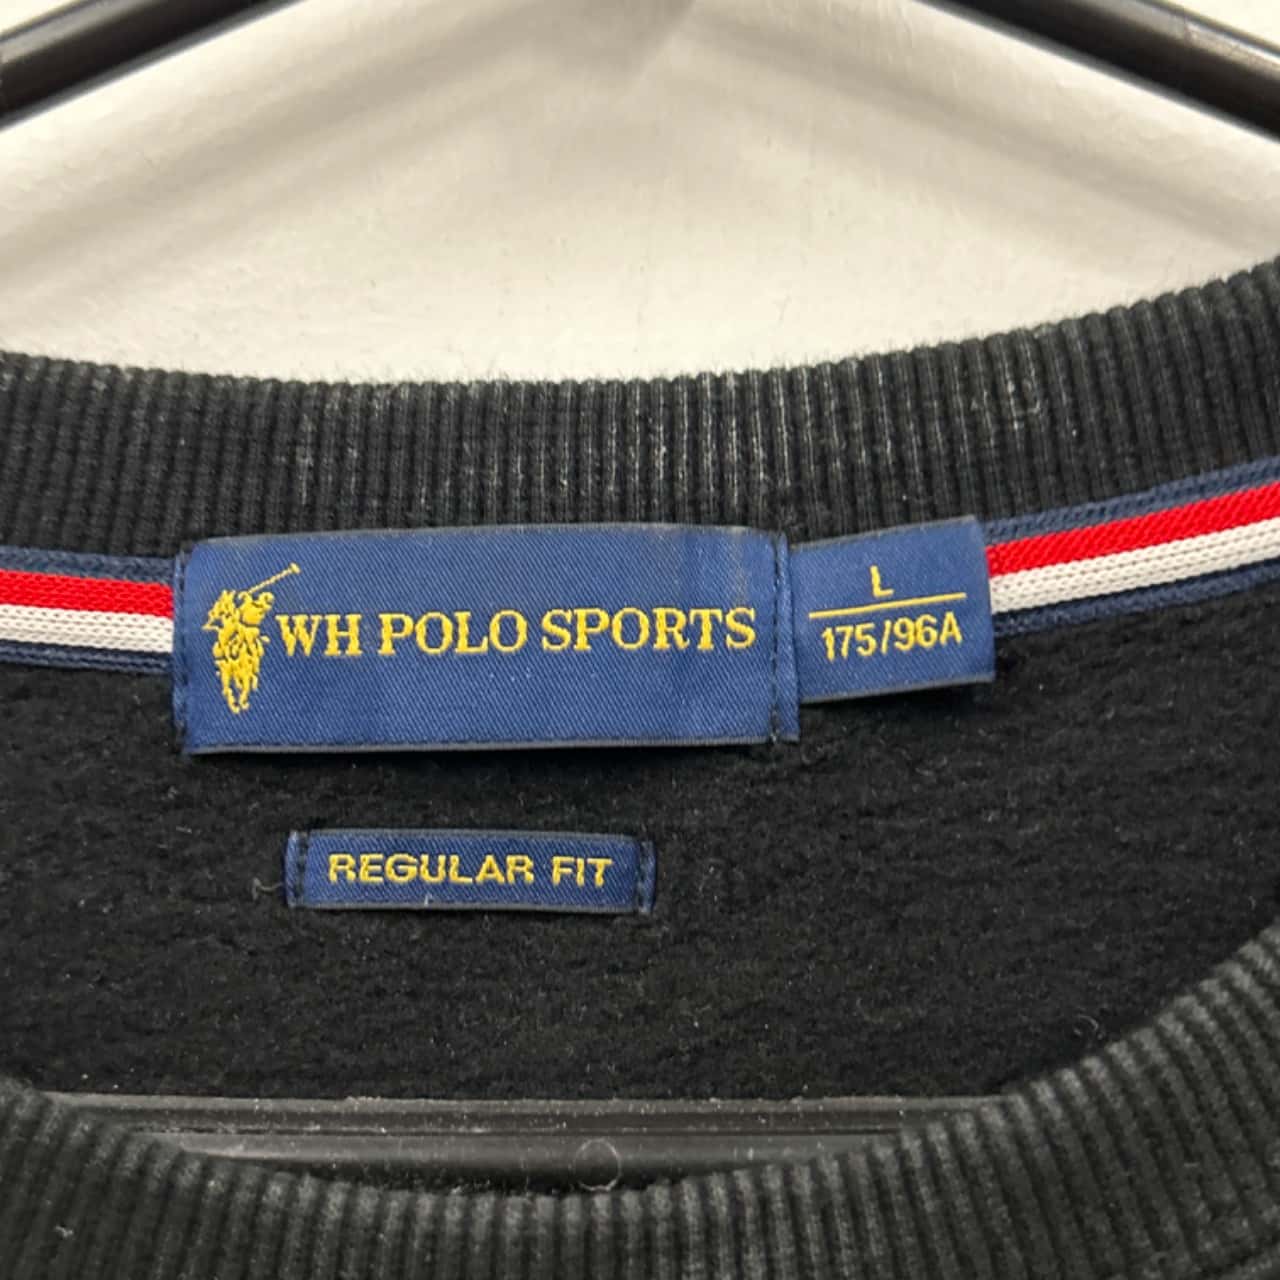 WH POLO SPORTS
L
175/96A
REGULAR FIT